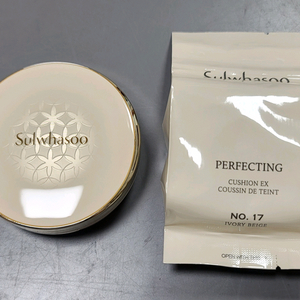 Sulwhasoo
Sulwhasoo
PERFECTING
CUSHION EX
COUSSIN DE TEINT
NO. 17
IVORY BEIGE